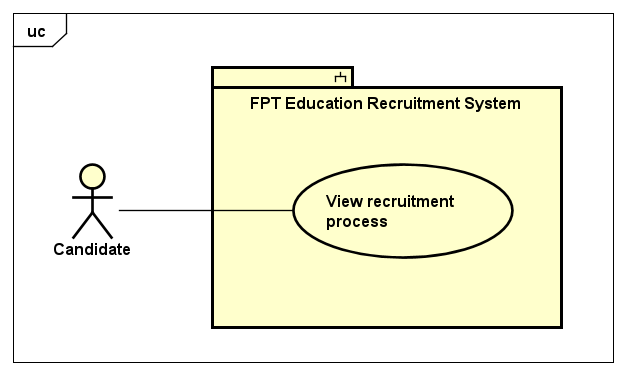 uc
FPT Education Recruitment System
View recruitment
process
Candidate